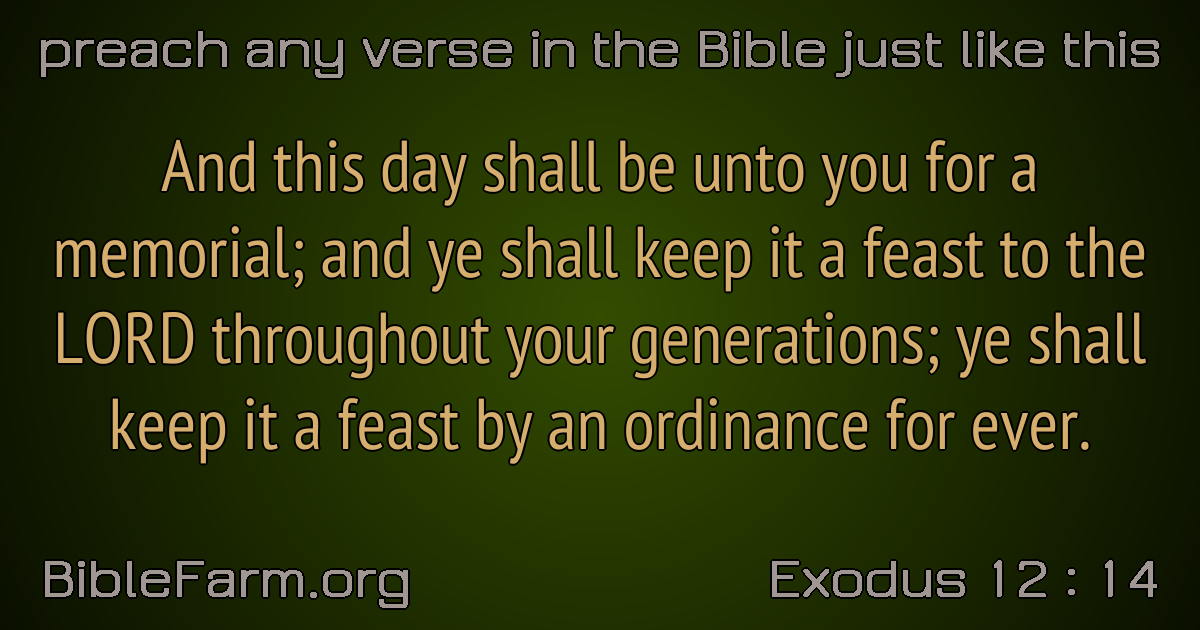 preach any verse in the Bible just like this
And this day shall be unto you for a
memorial; and ye shall keep it a feast to the
LORD throughout your generations; ye shall
keep it a feast by an ordinance for ever.
BibleFarm.org
Exodus 12 : 14